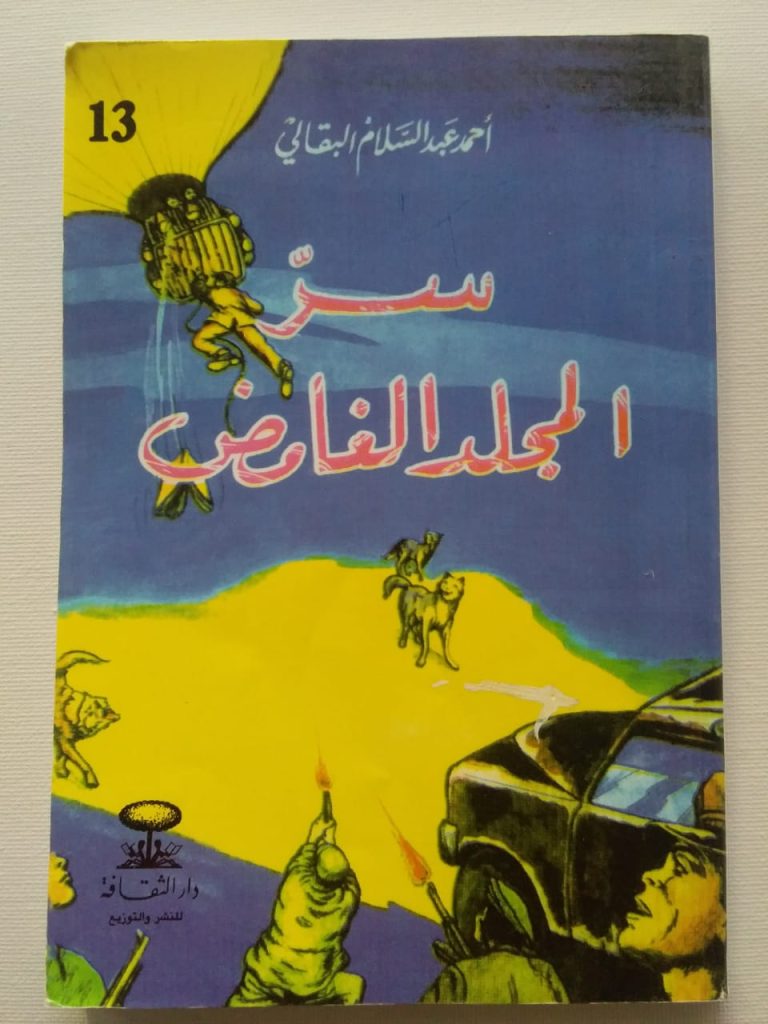 13
أحمد عبد السلام البقالي
سرّ
المجلد الغامض
دار الثقافة
للنشر والتوزيع